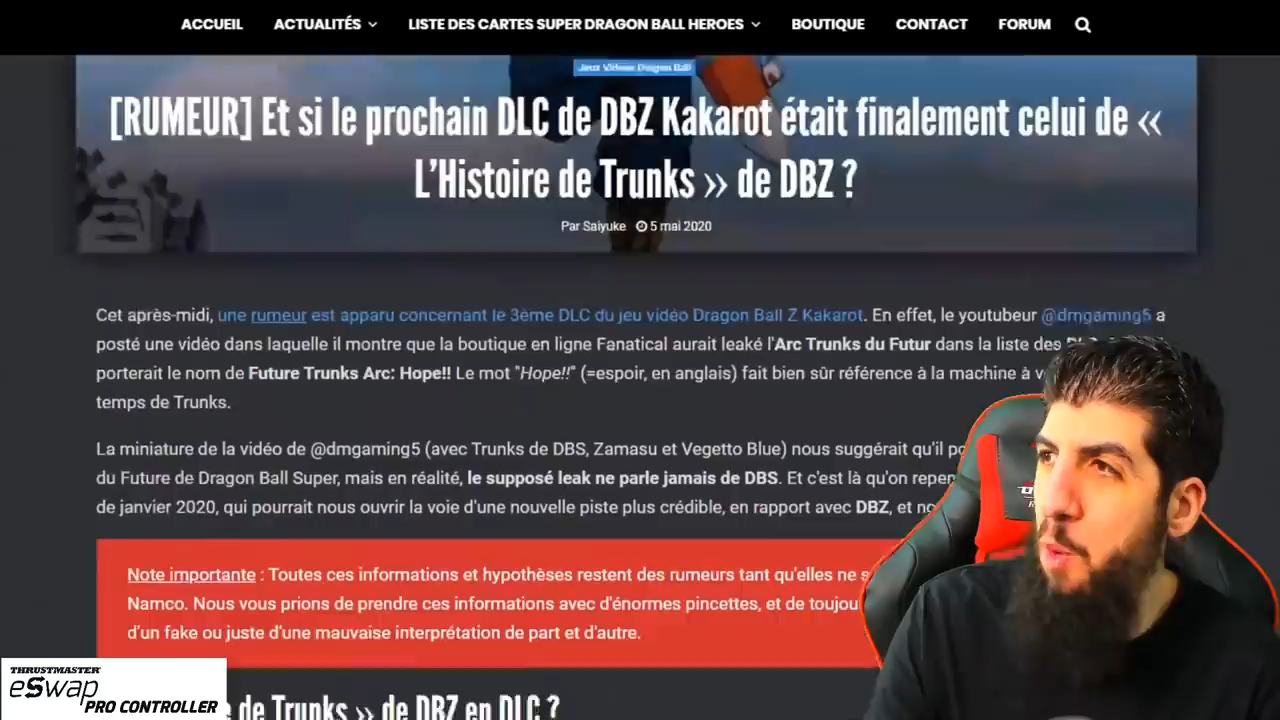 ACCUEIL ACTUALITÉS LISTE DES CARTES SUPER DRAGON BALL HEROES BOUTIQUE CONTACT FORUM
Jeux Vidéos Dragon Ball
[RUMEUR] Et si le prochain DLC de DBZ Kakarot était finalement celui de «
L'Histoire de Trunks » de DBZ ?
Par Saiyuke 5 mai 2020
Cet après-midi, une rumeur est apparu concernant le 3ème DLC du jeu vidéo Dragon Ball Z Kakarot. En effet, le youtubeur @dmgaming5 a
posté une vidéo dans laquelle il montre que la boutique en ligne Fanatical aurait leaké l'Arc Trunks du Futur dans la liste des
porterait le nom de Future Trunks Arc: Hope!! Le mot "Hope!!" (=espoir, en anglais) fait bien sûr référence à la machine à
temps de Trunks.
La miniature de la vidéo de @dmgaming5 (avec Trunks de DBS, Zamasu et Vegetto Blue) nous suggérait qu'il
du Future de Dragon Ball Super, mais en réalité, le supposé leak ne parle jamais de DBS. Et c'est là qu'on
de janvier 2020, qui pourrait nous ouvrir la voie d'une nouvelle piste plus crédible, en rapport avec DBZ, et
Note importante : Toutes ces informations et hypothèses restent des rumeurs tant qu'elles ne
Namco. Nous vous prions de prendre ces informations avec d'énormes pincettes, et de
d'un fake ou juste d'une mauvaise interprétation de part et d'autre.
THRUSTMASTER
eSwap
PRO CONTROLLER
de Trunks » de DBZ en DLC ?